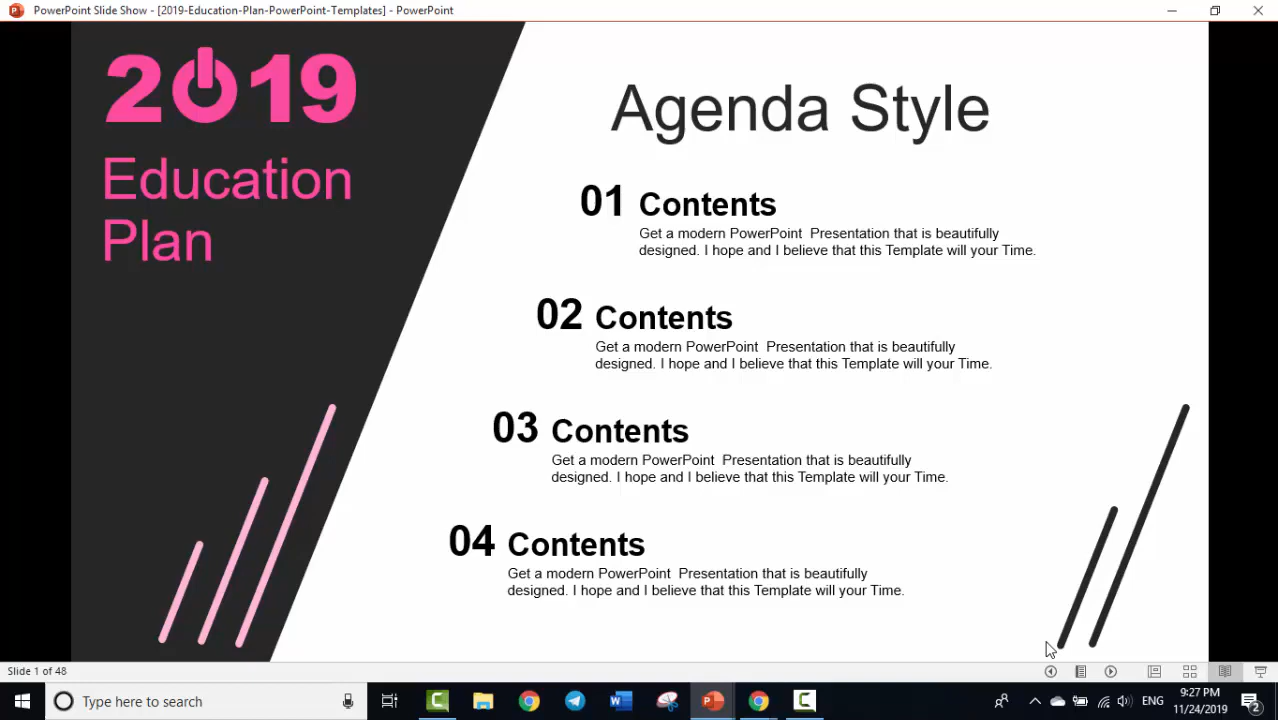 PowerPoint Slide Show - [2019-Education-Plan-PowerPoint-Templates] - PowerPoint
2019
Education
Plan
Agenda Style
01 Contents
Get a modern PowerPoint Presentation that is beautifully
designed. I hope and I believe that this Template will your Time.
02 Contents
Get a modern PowerPoint Presentation that is beautifully
designed. I hope and I believe that this Template will your Time.
03 Contents
Get a modern PowerPoint Presentation that is beautifully
designed. I hope and I believe that this Template will your Time.
04 Contents
Get a modern PowerPoint Presentation that is beautifully
designed. I hope and I believe that this Template will your Time.
Slide 1 of 48
Type here to search
ENG
9:27 PM
11/24/2019
2